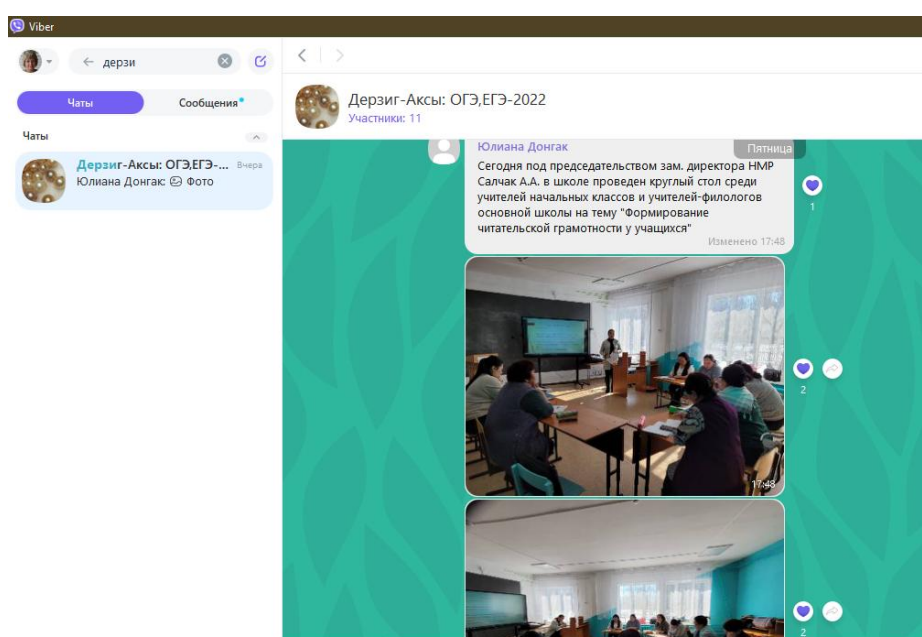 Viber
дерзи
Чаты
Сообщения
Чаты
Дерзиг-Аксы: ОГЭ,ЕГЭ-...
Вчера
Юлиана Донгак: Фото
Дерзиг-Аксы: ОГЭ,ЕГЭ-2022
Участники: 11
Юлиана Донгак
Пятница
Сегодня под председательством зам. директора НМР
Салчак А.А. в школе проведен круглый стол среди
учителей начальных классов и учителей-филологов
основной школы на тему "Формирование
читательской грамотности у учащихся"
Изменено 17:48
1
17:48
2
2